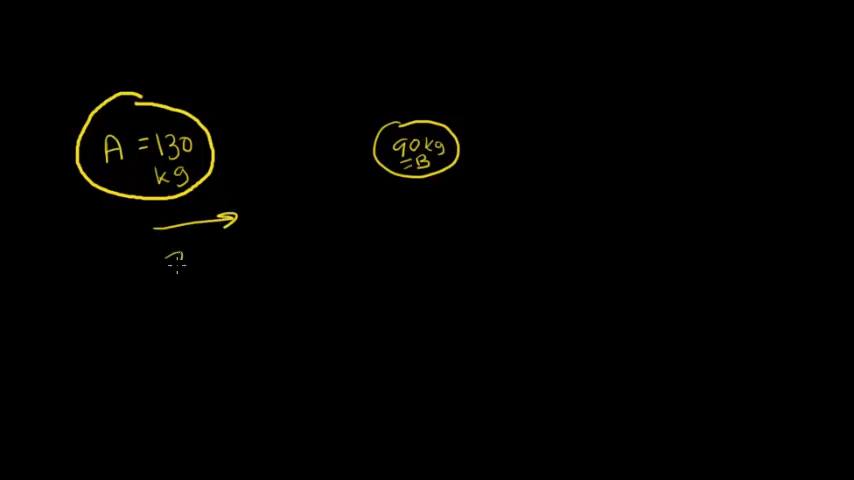 A = 130
kg
90kg
=B